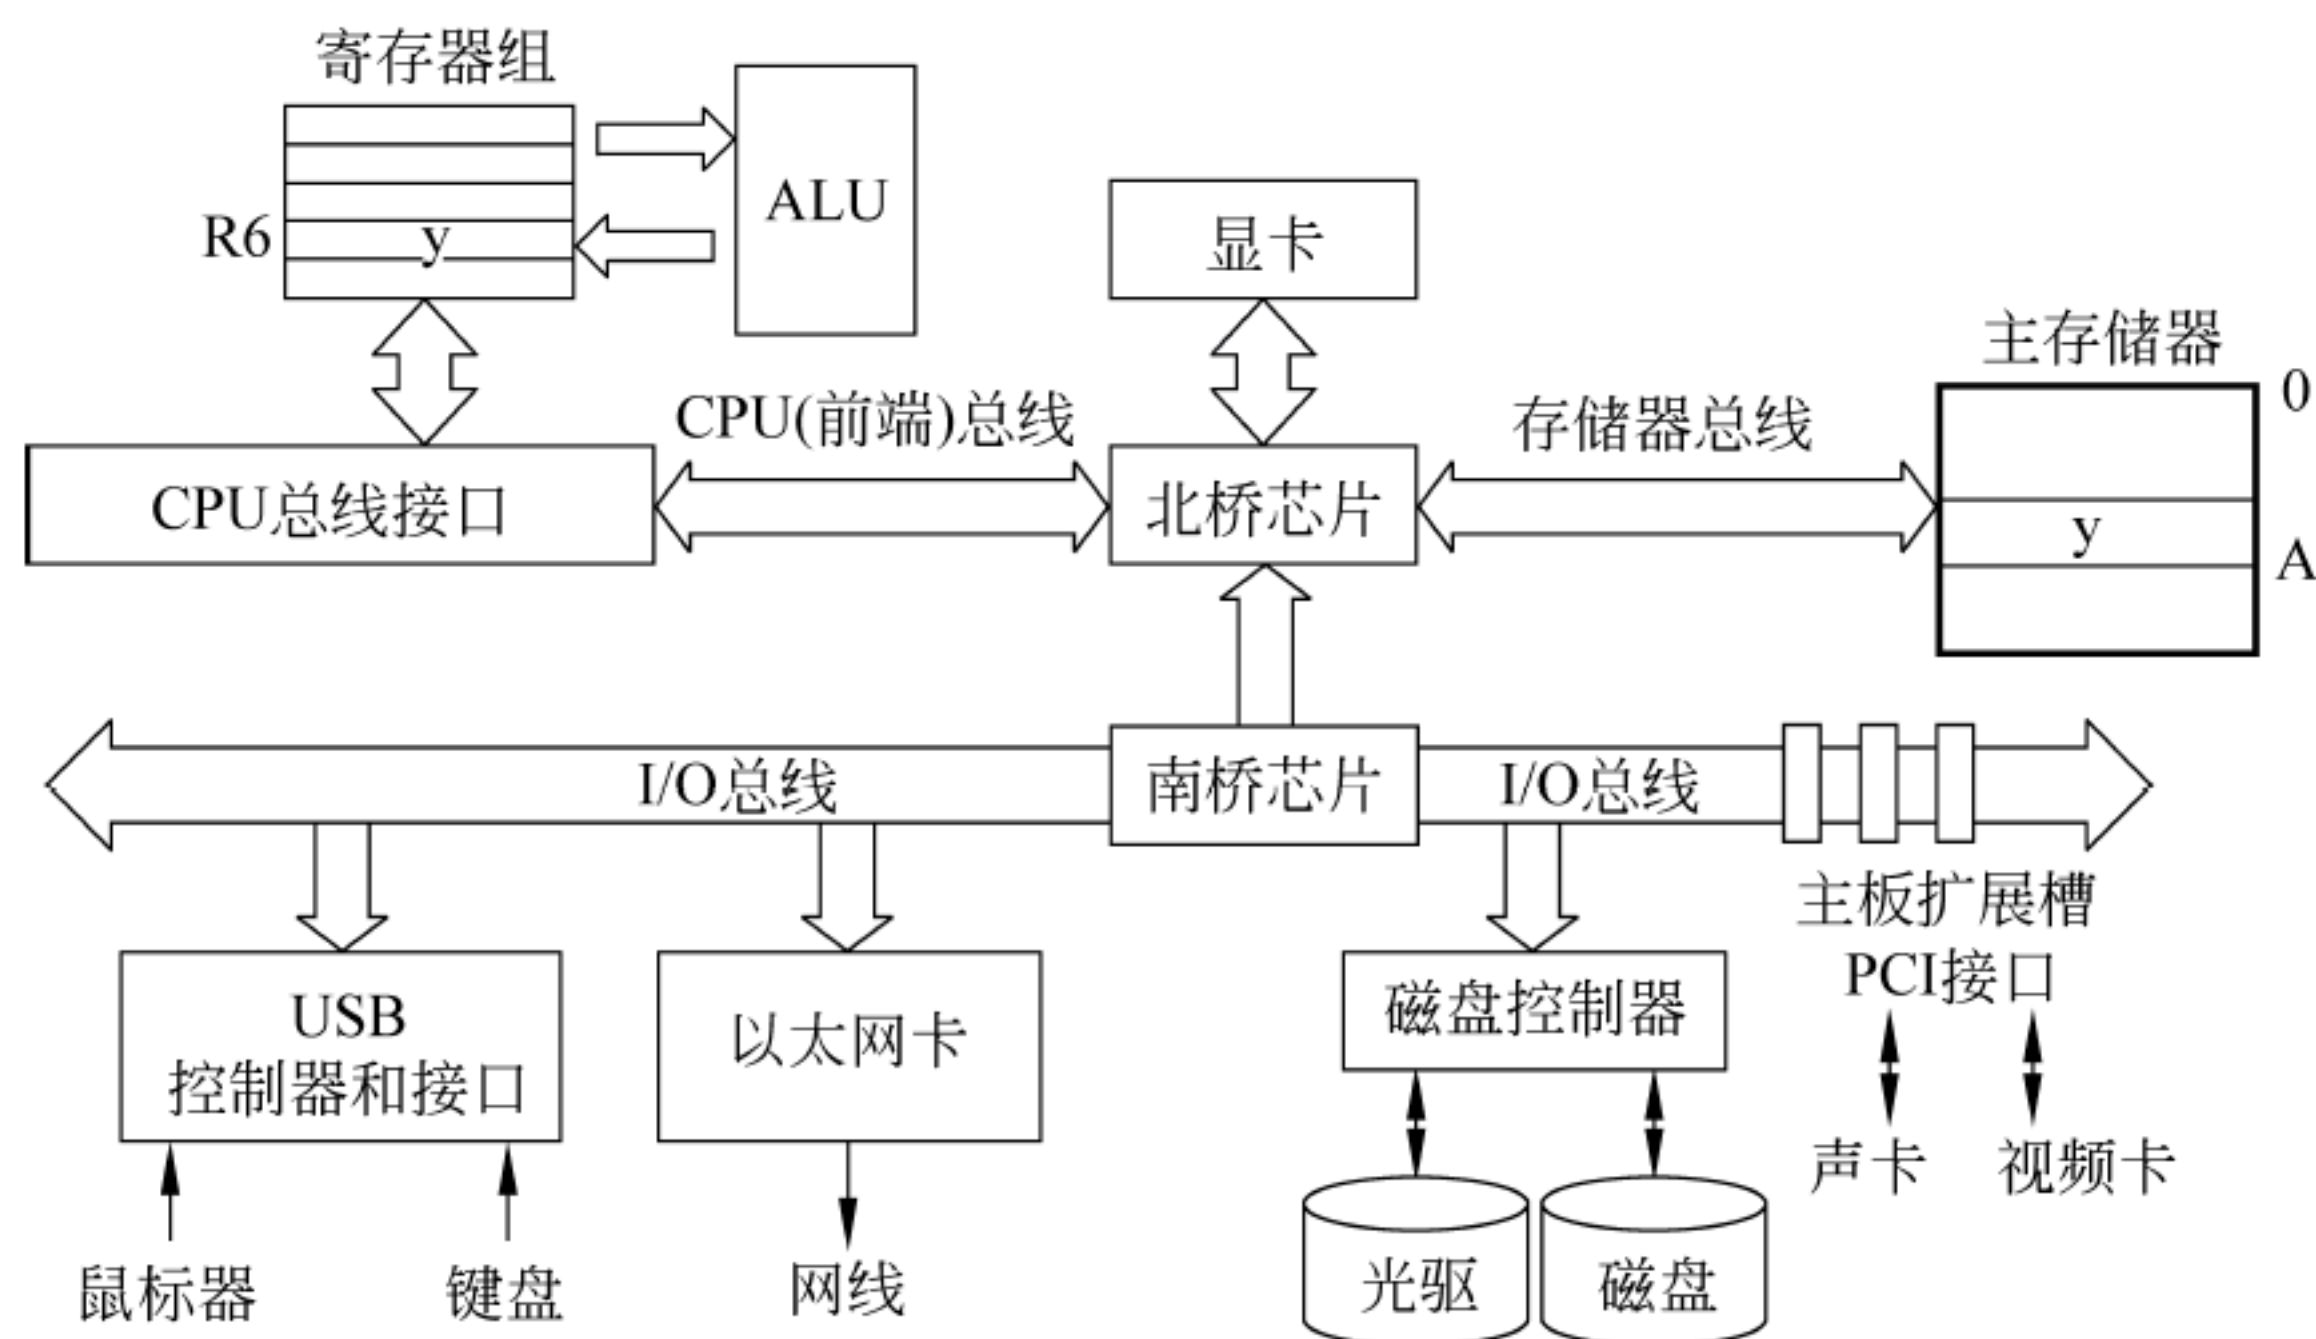 寄存器组
ALU
R6
y
显卡
主存储器
0
CPU(前端)总线
存储器总线
CPU总线接口
北桥芯片
y
A
I/O总线
南桥芯片
I/O总线
主板扩展槽
PCI接口
USB
控制器和接口
以太网卡
磁盘控制器
声卡
视频卡
鼠标器
键盘
网线
光驱
磁盘